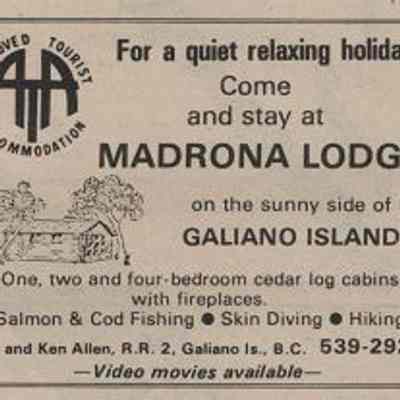 OVED TOURIST
OMMODATION
For a quiet relaxing holida
Come
and stay at
MADRONA LODG
on the sunny side of
GALIANO ISLAND
One, two and four-bedroom cedar log cabins
with fireplaces.
Salmon & Cod Fishing ● Skin Diving ● Hiking
and Ken Allen, R.R. 2, Galiano Is., B.C. 539-292
—Video movies available—